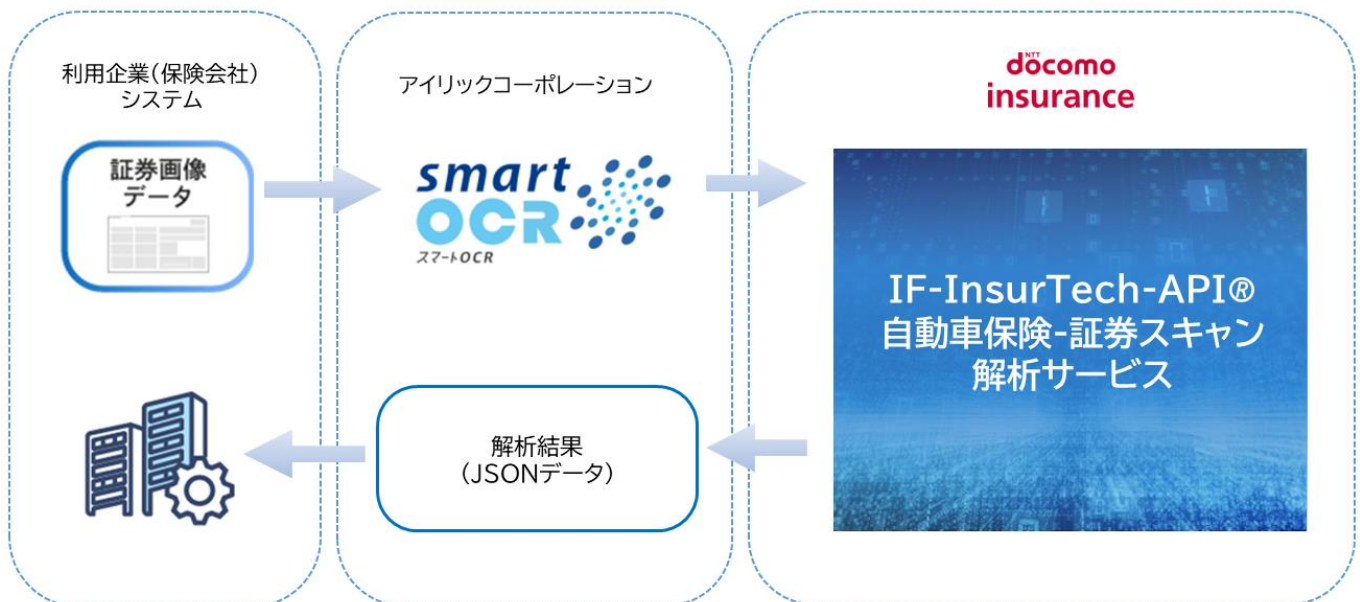 利用企業(保険会社)
システム
証券画像
データ
アイリックコーポレーション
smart
OCR
スマートOCR
解析結果
(JSONデータ)
NTT
döcomo
insurance
IF-InsurTech-API®
自動車保険-証券スキャン
解析サービス